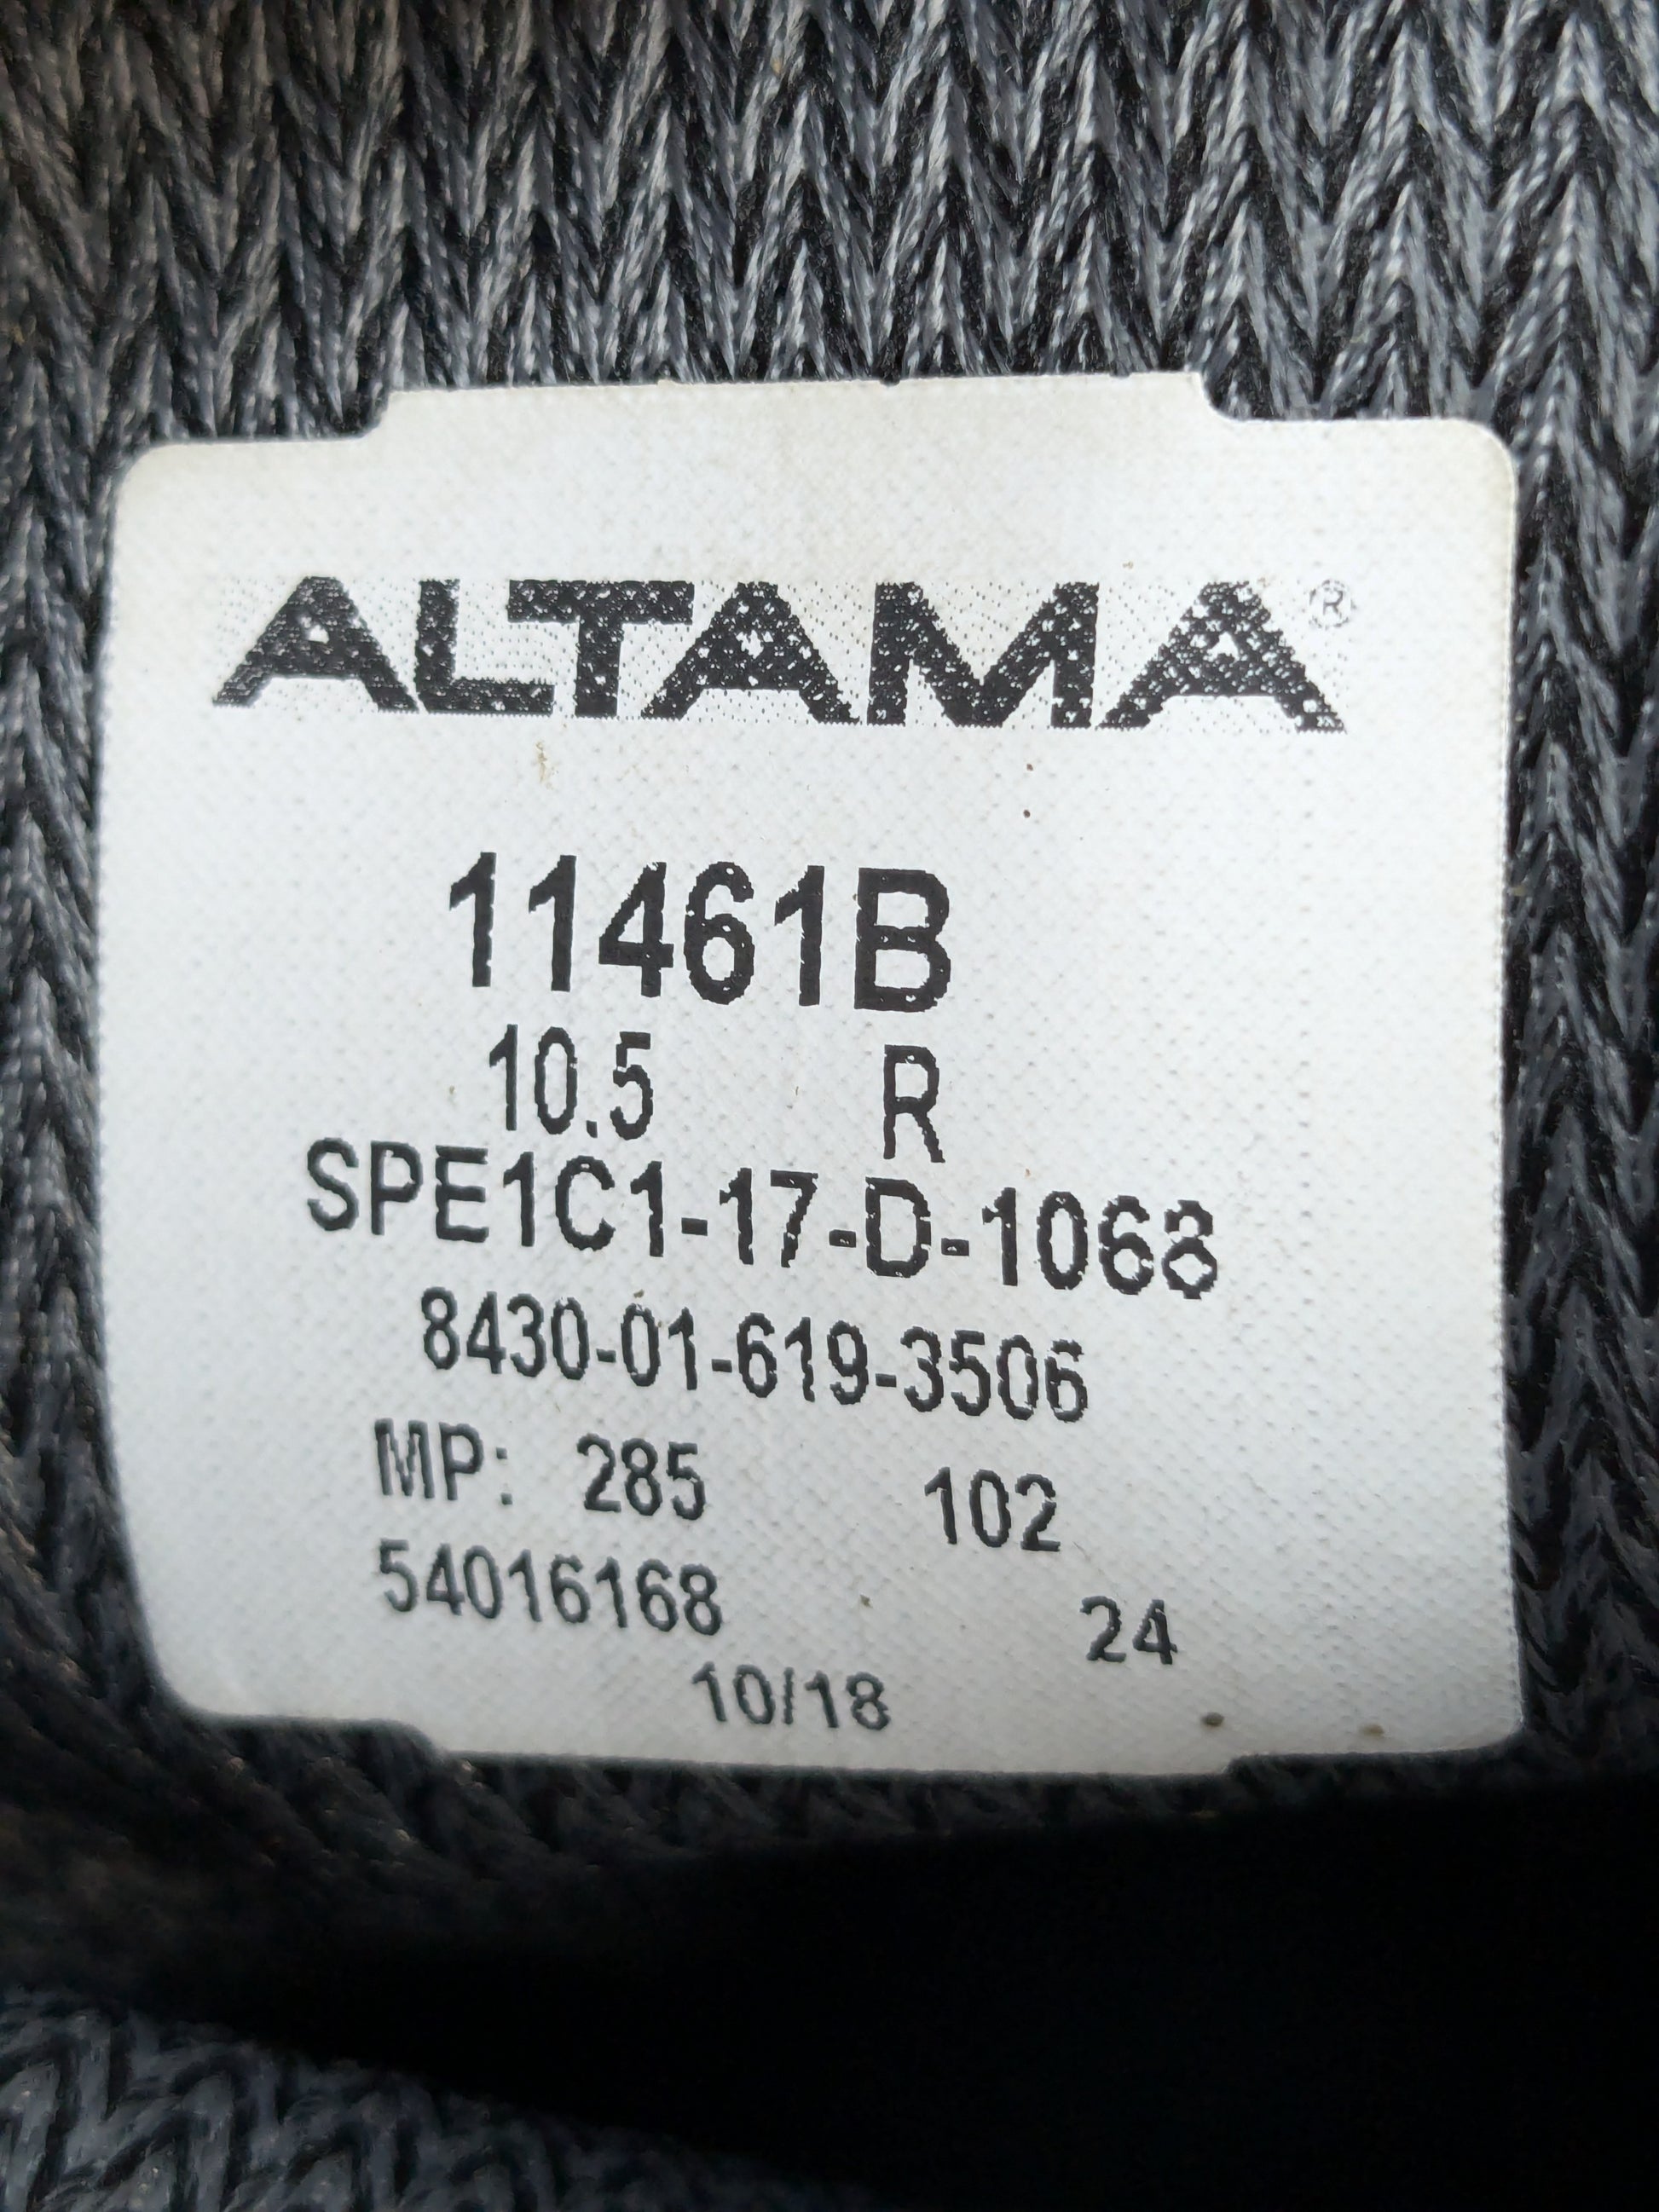 ALTAMA®
11461B
10.5 R
SPE1C1-17-D-1068
8430-01-619-3506
MP: 285 102
54016168 24
10/18